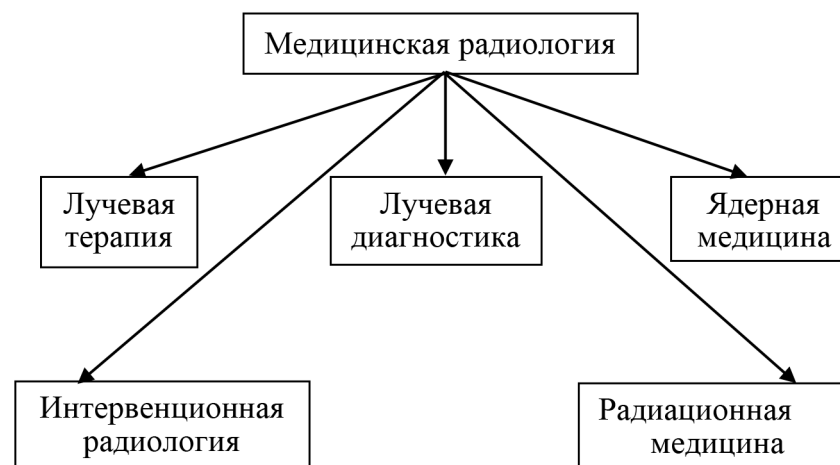 Медицинская радиология
Лучевая
терапия
Лучевая
диагностика
Ядерная
медицина
Интервенционная
радиология
Радиационная
медицина